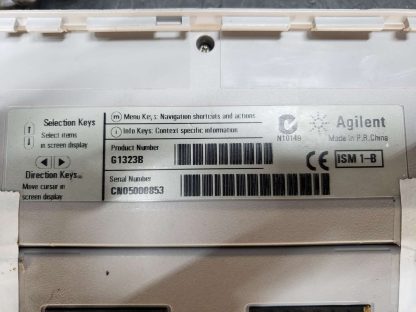 Selection Keys
Select items
in screen display
Direction Keys
Move cursor in
screen display
m Menu Keys: Navigation shortcuts and actions
i Info Keys: Context specific information
Product Number
G1323B
Serial Number
CN05000853
N10149
Agilent
Made in P.R.China
CE
ISM 1-B